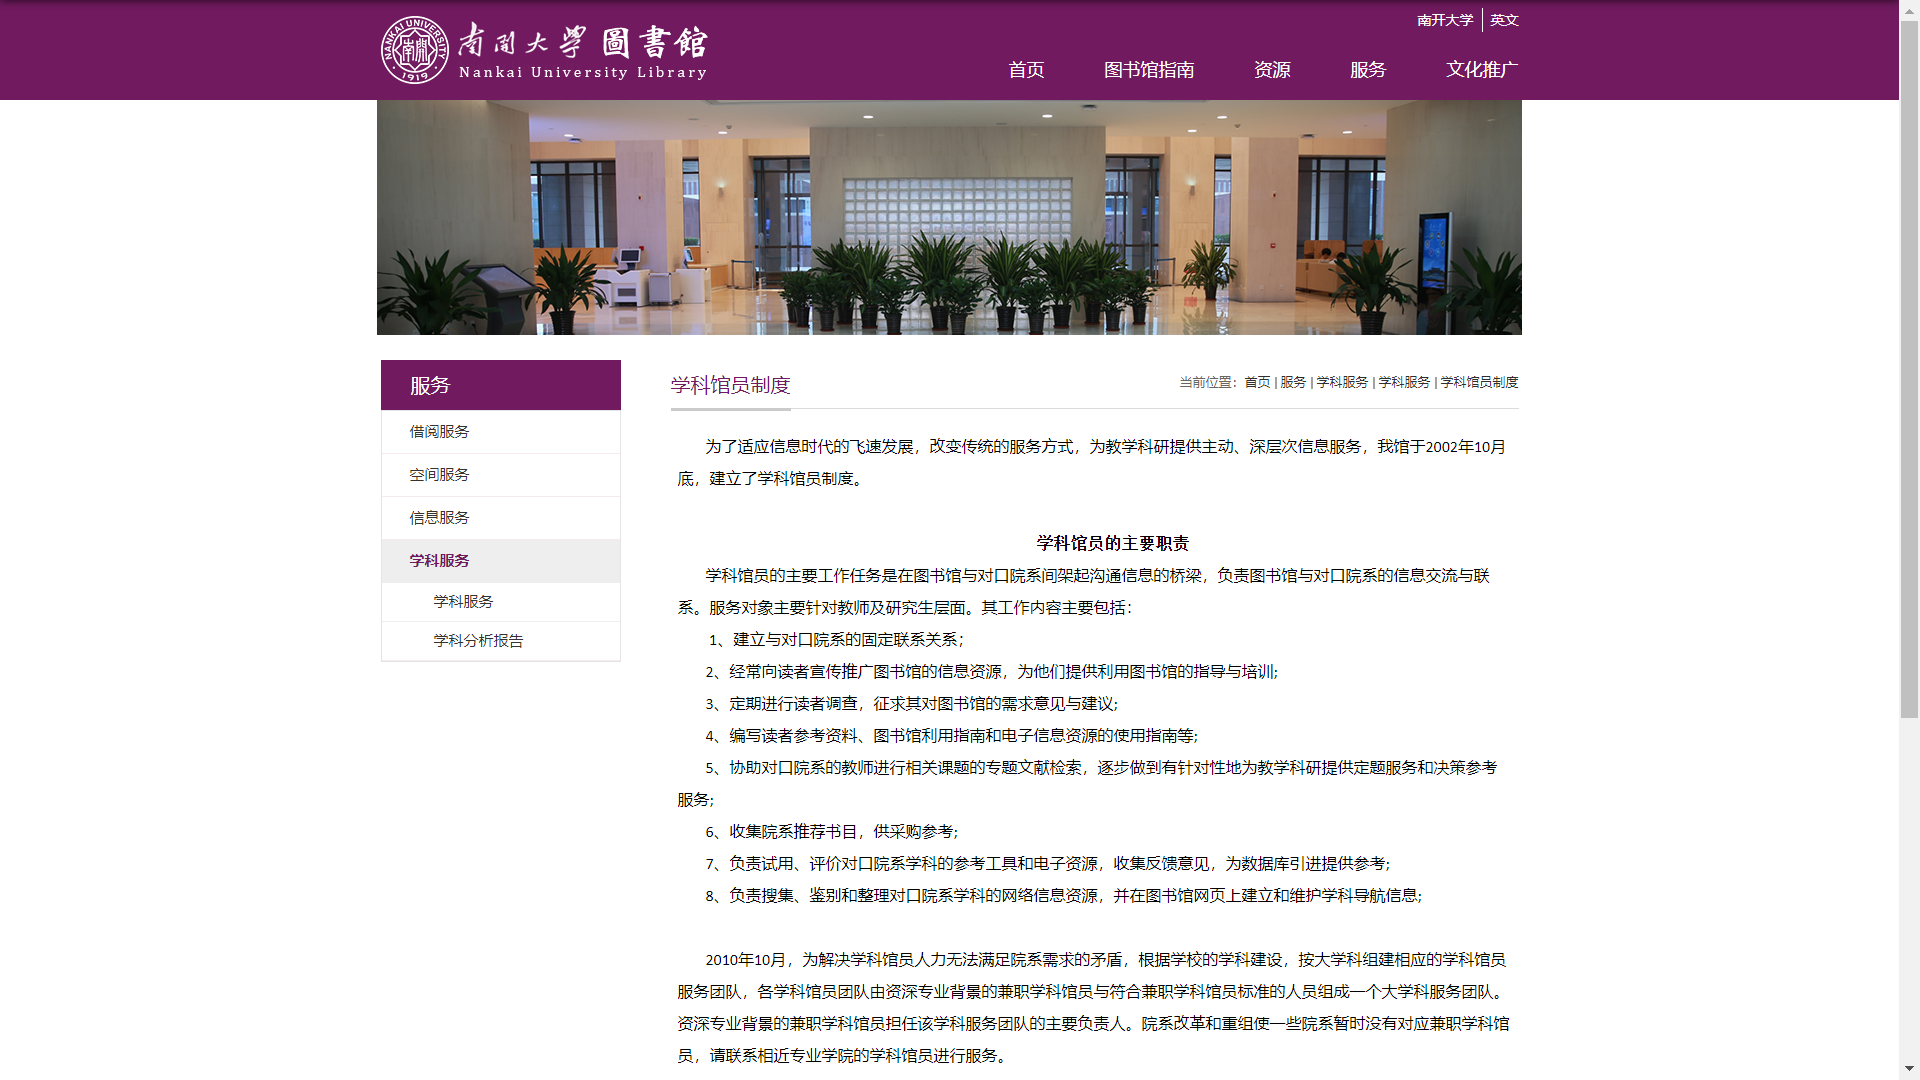 南开大学 英文
NANKAI UNIVERSITY
南開大學圖書館
Nankai University Library
1919
首页 图书馆指南 资源 服务 文化推广
服务
借阅服务
空间服务
信息服务
学科服务
学科服务
学科分析报告
学科馆员制度
当前位置：首页 | 服务 | 学科服务 | 学科服务 | 学科馆员制度
为了适应信息时代的飞速发展，改变传统的服务方式，为教学科研提供主动、深层次信息服务，我馆于2002年10月
底，建立了学科馆员制度。
学科馆员的主要职责
学科馆员的主要工作任务是在图书馆与对口院系间架起沟通信息的桥梁，负责图书馆与对口院系的信息交流与联
系。服务对象主要针对教师及研究生层面。其工作内容主要包括：
1、建立与对口院系的固定联系关系；
2、经常向读者宣传推广图书馆的信息资源，为他们提供利用图书馆的指导与培训;
3、定期进行读者调查，征求其对图书馆的需求意见与建议;
4、编写读者参考资料、图书馆利用指南和电子信息资源的使用指南等;
5、协助对口院系的教师进行相关课题的专题文献检索，逐步做到有针对性地为教学科研提供定题服务和决策参考
服务;
6、收集院系推荐书目，供采购参考;
7、负责试用、评价对口院系学科的参考工具和电子资源，收集反馈意见，为数据库引进提供参考;
8、负责搜集、鉴别和整理对口院系学科的网络信息资源，并在图书馆网页上建立和维护学科导航信息;
2010年10月，为解决学科馆员人力无法满足院系需求的矛盾，根据学校的学科建设，按大学科组建相应的学科馆员
服务团队，各学科馆员团队由资深专业背景的兼职学科馆员与符合兼职学科馆员标准的人员组成一个大学科服务团队。
资深专业背景的兼职学科馆员担任该学科服务团队的主要负责人。院系改革和重组使一些院系暂时没有对应兼职学科馆
员，请联系相近专业学院的学科馆员进行服务。